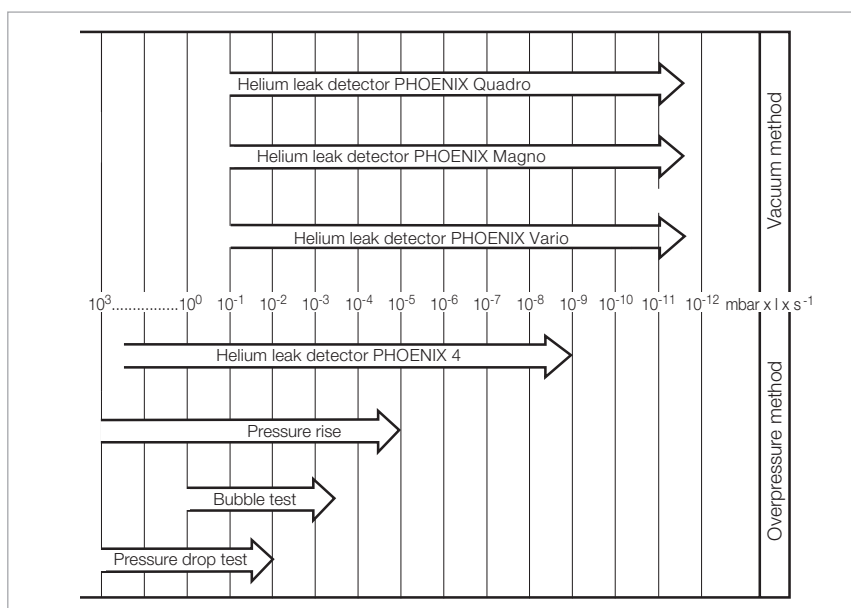 Helium leak detector PHOENIX Quadro
Helium leak detector PHOENIX Magno
Helium leak detector PHOENIX Vario
Vacuum method
10³................10⁰ 10⁻¹ 10⁻² 10⁻³ 10⁻⁴ 10⁻⁵ 10⁻⁶ 10⁻⁷ 10⁻⁸ 10⁻⁹ 10⁻¹⁰ 10⁻¹¹ 10⁻¹² mbar x l x s⁻¹
Helium leak detector PHOENIX 4
Pressure rise
Bubble test
Pressure drop test
Overpressure method